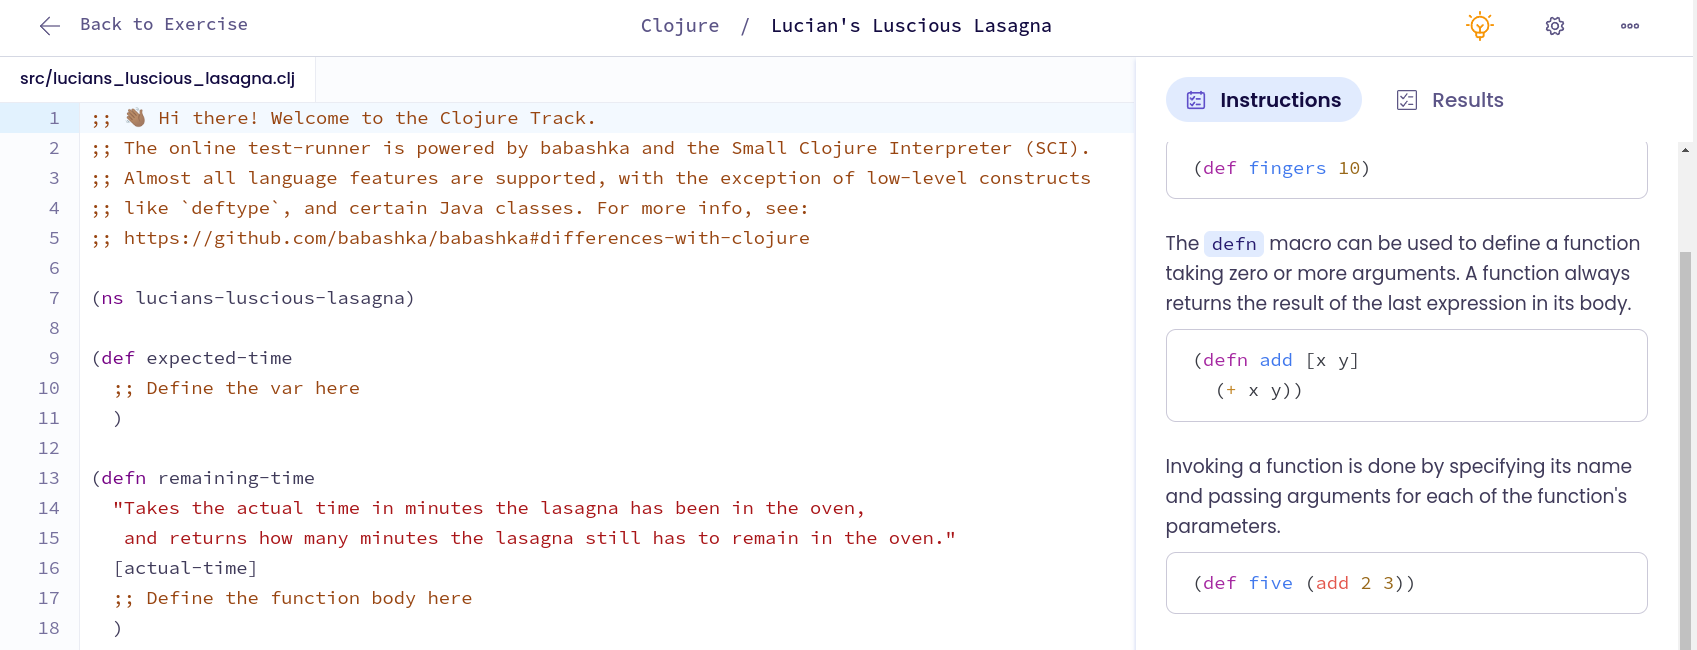 Back to Exercise
Clojure / Lucian's Luscious Lasagna
src/lucians_luscious_lasagna.clj
1 ;; 👋🏽 Hi there! Welcome to the Clojure Track.
2 ;; The online test-runner is powered by babashka and the Small Clojure Interpreter (SCI).
3 ;; Almost all language features are supported, with the exception of low-level constructs
4 ;; like `deftype`, and certain Java classes. For more info, see:
5 ;; https://github.com/babashka/babashka#differences-with-clojure
6
7 (ns lucians-luscious-lasagna)
8
9 (def expected-time
10   ;; Define the var here
11   )
12
13 (defn remaining-time
14   "Takes the actual time in minutes the lasagna has been in the oven,
15    and returns how many minutes the lasagna still has to remain in the oven."
16   [actual-time]
17   ;; Define the function body here
18   )
Instructions
Results
(def fingers 10)
The defn macro can be used to define a function
taking zero or more arguments. A function always
returns the result of the last expression in its body.
(defn add [x y]
  (+ x y))
Invoking a function is done by specifying its name
and passing arguments for each of the function's
parameters.
(def five (add 2 3))